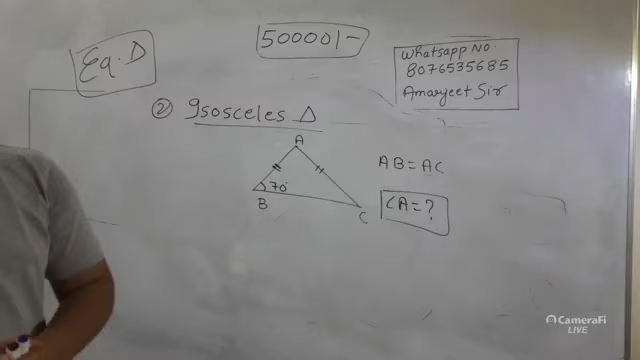 Eq. D
500001-
Whatsapp No.
8076535685
Amarjeet Sir
② Isosceles Δ
A
70°
B
C
AB = AC
∠A = ?
CameraFi
LIVE